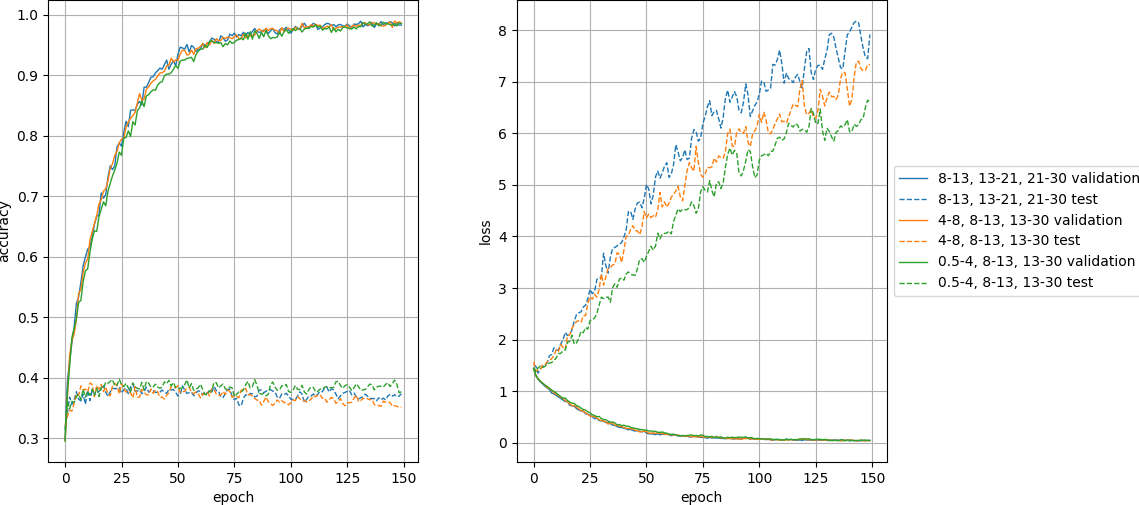 1.0
0.9
0.8
0.7
0.6
0.5
0.4
0.3
accuracy
0 25 50 75 100 125 150
epoch
8
7
6
5
4
3
2
1
0
loss
0 25 50 75 100 125 150
epoch
8-13, 13-21, 21-30 validation
8-13, 13-21, 21-30 test
4-8, 8-13, 13-30 validation
4-8, 8-13, 13-30 test
0.5-4, 8-13, 13-30 validation
0.5-4, 8-13, 13-30 test